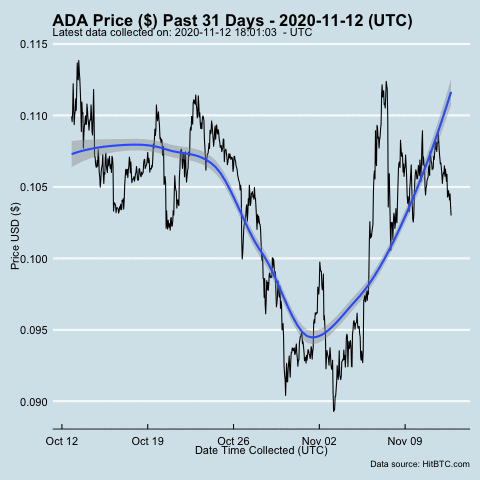 ADA Price ($) Past 31 Days - 2020-11-12 (UTC)
Latest data collected on: 2020-11-12 18:01:03 - UTC
0.115
0.110
0.105
0.100
0.095
0.090
Price USD ($)
Oct 12 Oct 19 Oct 26 Nov 02 Nov 09
Date Time Collected (UTC)
Data source: HitBTC.com